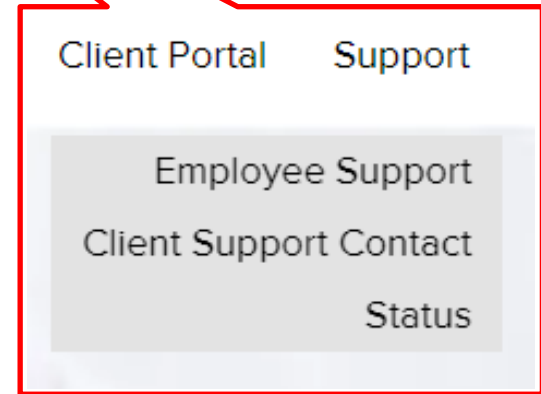 Client Portal Support
Employee Support
Client Support Contact
Status